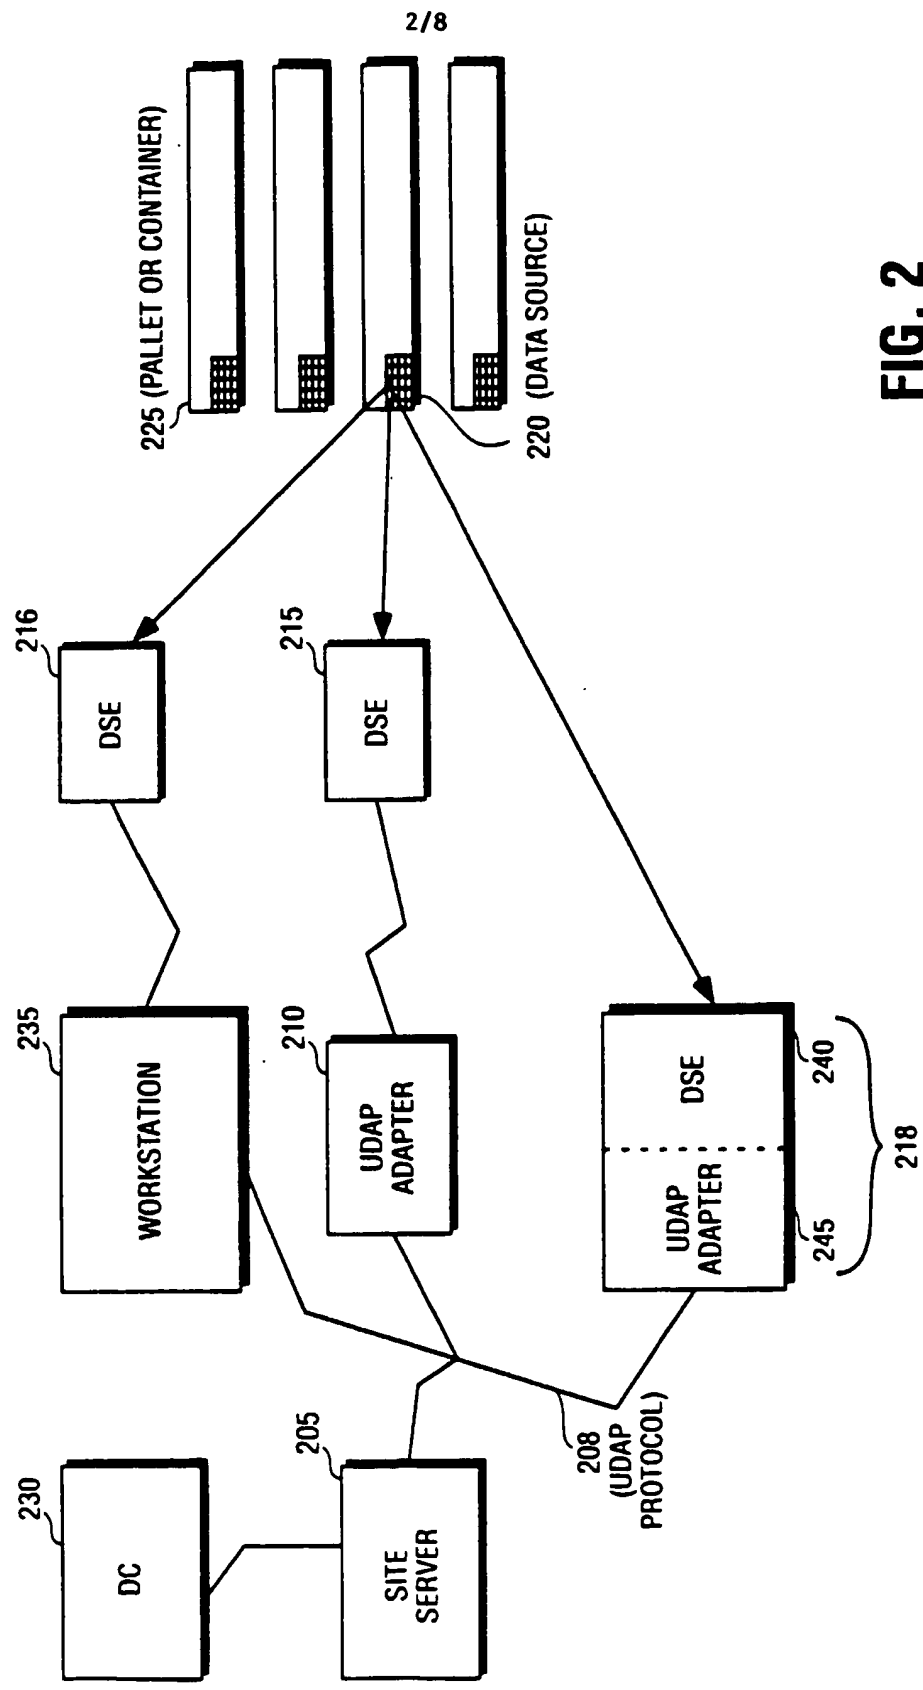 2/8
230
DC
205
SITE
SERVER
208
(UDAP
PROTOCOL)
235
WORKSTATION
210
UDAP
ADAPTER
245
UDAP
ADAPTER
240
DSE
218
216
DSE
215
DSE
225 (PALLET OR CONTAINER)
220 (DATA SOURCE)
FIG. 2